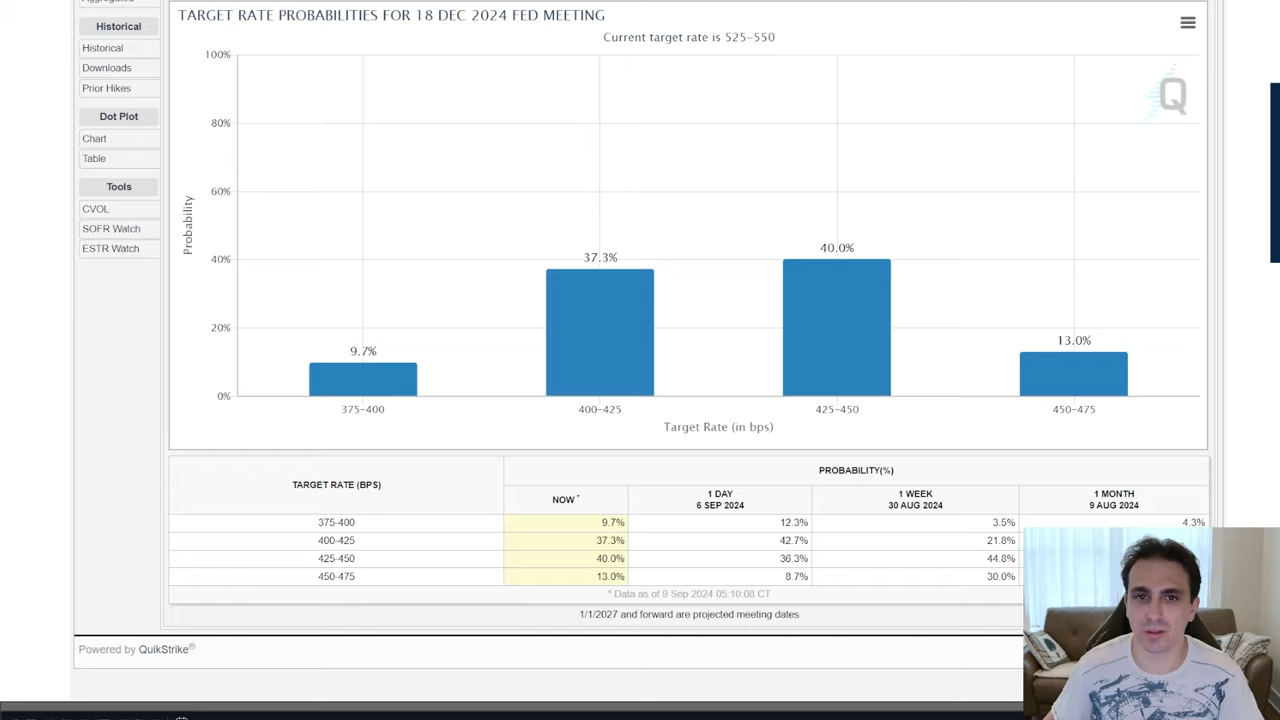 Aggregated
TARGET RATE PROBABILITIES FOR 18 DEC 2024 FED MEETING
Historical
Current target rate is 525–550
Historical
Downloads
Prior Hikes
Dot Plot
Chart
Table
Tools
CVOL
SOFR Watch
ESTR Watch
100%
80%
60%
40%
20%
0%
Probability
Q
9.7%
37.3%
40.0%
13.0%
375–400
400–425
425–450
450–475
Target Rate (in bps)
TARGET RATE (BPS)
PROBABILITY(%)
NOW *
1 DAY
6 SEP 2024
1 WEEK
30 AUG 2024
1 MONTH
9 AUG 2024
375-400 9.7% 12.3% 3.5% 4.3%
400-425 37.3% 42.7% 21.8%
425-450 40.0% 36.3% 44.8%
450-475 13.0% 8.7% 30.0%
* Data as of 9 Sep 2024 05:10:08 CT
1/1/2027 and forward are projected meeting dates
Powered by QuikStrike®